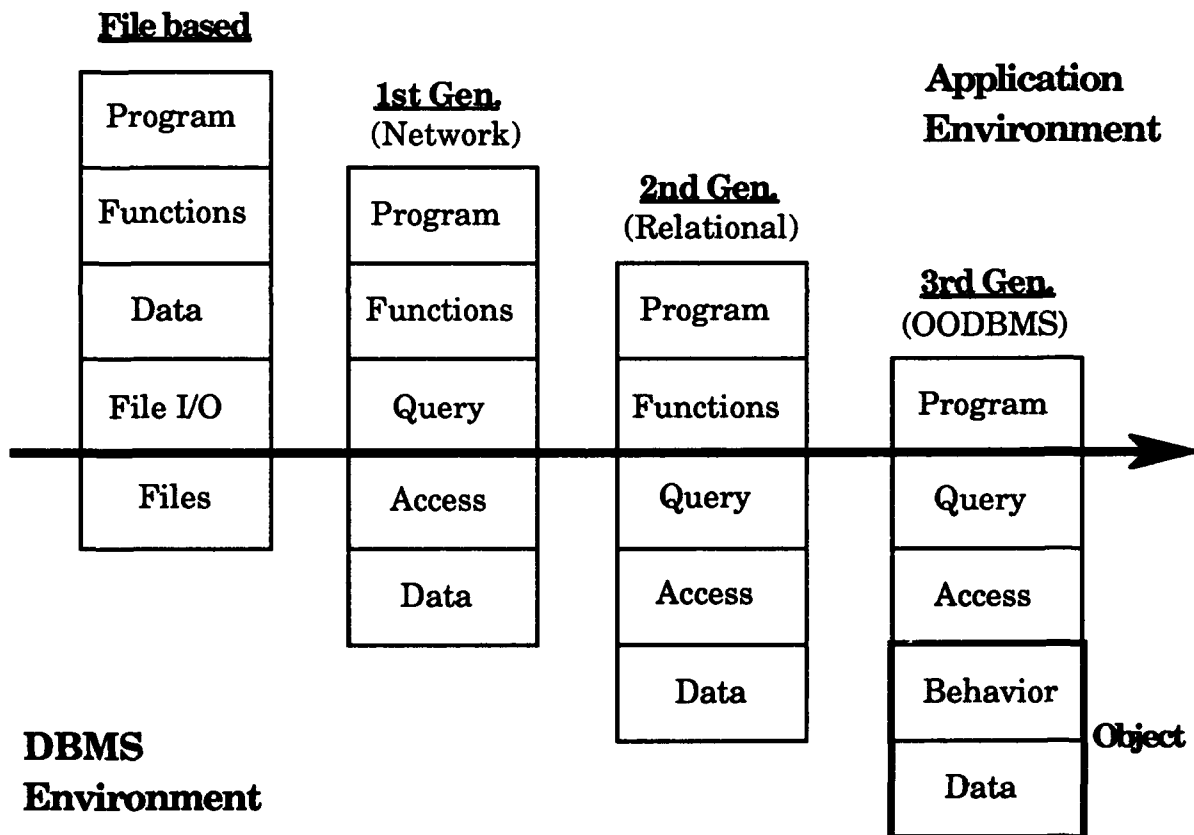 File based
Program
Functions
Data
File I/O
Files
1st Gen.
(Network)
Program
Functions
Query
Access
Data
2nd Gen.
(Relational)
Program
Functions
Query
Access
Data
Application
Environment
3rd Gen.
(OODBMS)
Program
Query
Access
Behavior
Data
Object
DBMS
Environment